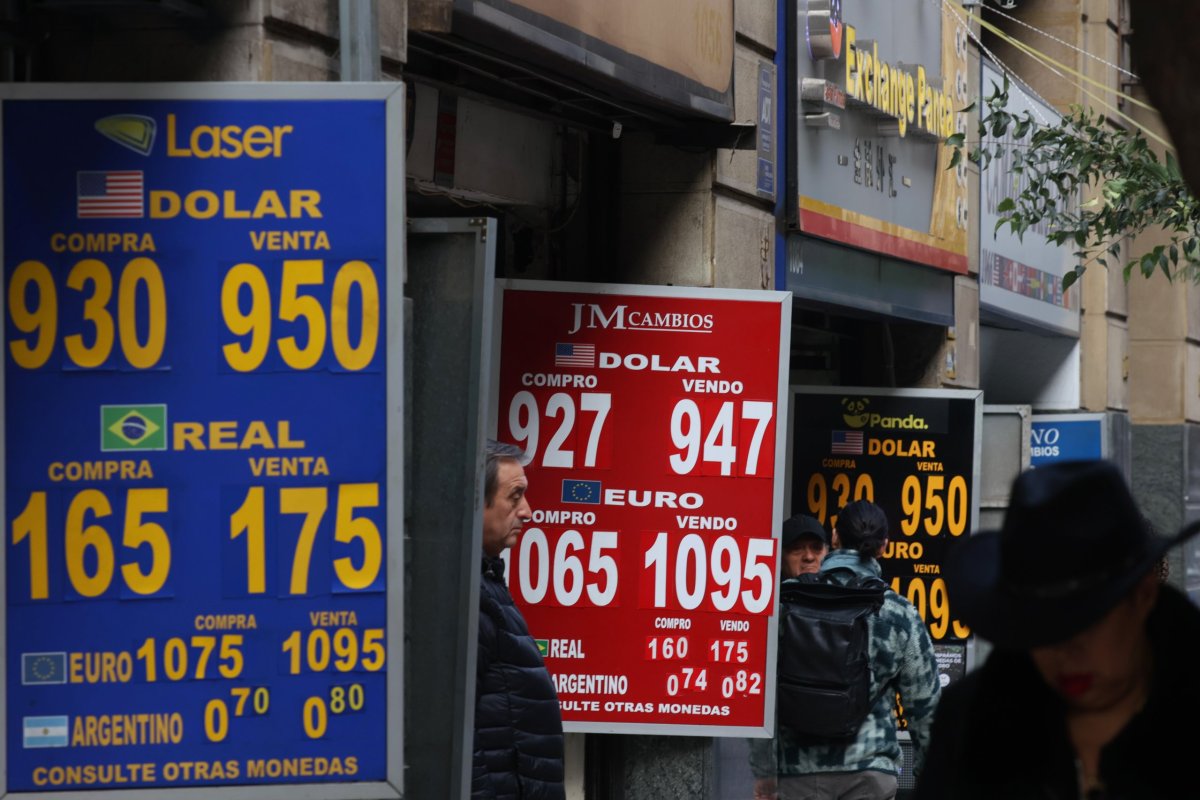 Laser
DOLAR
COMPRA VENTA
930 950
REAL
COMPRA VENTA
165 175
COMPRA VENTA
EURO 1075 1095
ARGENTINO 070 080
CONSULTE OTRAS MONEDAS
JM CAMBIOS
DOLAR
COMPRO VENDO
927 947
EURO
COMPRO VENDO
1065 1095
COMPRO VENDO
REAL 160 175
ARGENTINO 074 082
OTRAS MONEDAS
Exchange Panda
ADT
Panda.
DOLAR
COMPRA VENTA
930 950
VENTA
1095